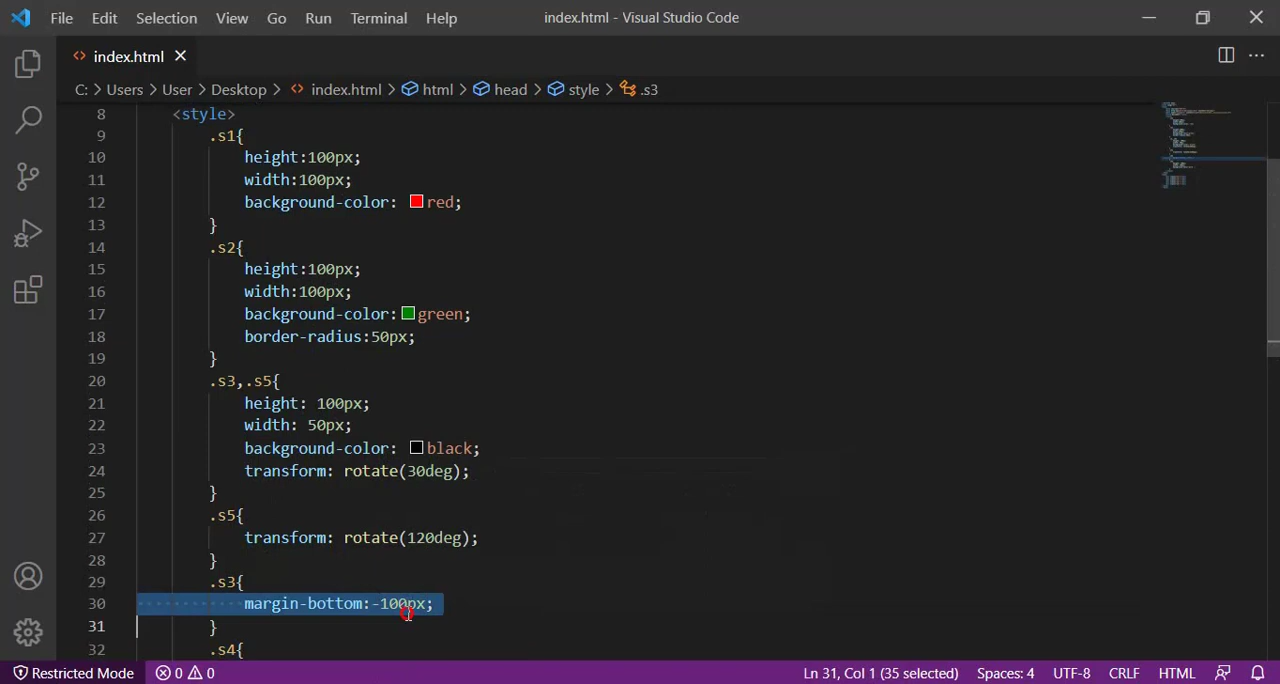 File Edit Selection View Go Run Terminal Help index.html - Visual Studio Code
index.html
C: > Users > User > Desktop > index.html > html > head > style > .s3
8 <style>
9 .s1{
10 height:100px;
11 width:100px;
12 background-color: red;
13 }
14 .s2{
15 height:100px;
16 width:100px;
17 background-color:green;
18 border-radius:50px;
19 }
20 .s3,.s5{
21 height: 100px;
22 width: 50px;
23 background-color: black;
24 transform: rotate(30deg);
25 }
26 .s5{
27 transform: rotate(120deg);
28 }
29 .s3{
30 margin-bottom:-100px;
31 }
32 .s4{
Restricted Mode 0 0 Ln 31, Col 1 (35 selected) Spaces: 4 UTF-8 CRLF HTML